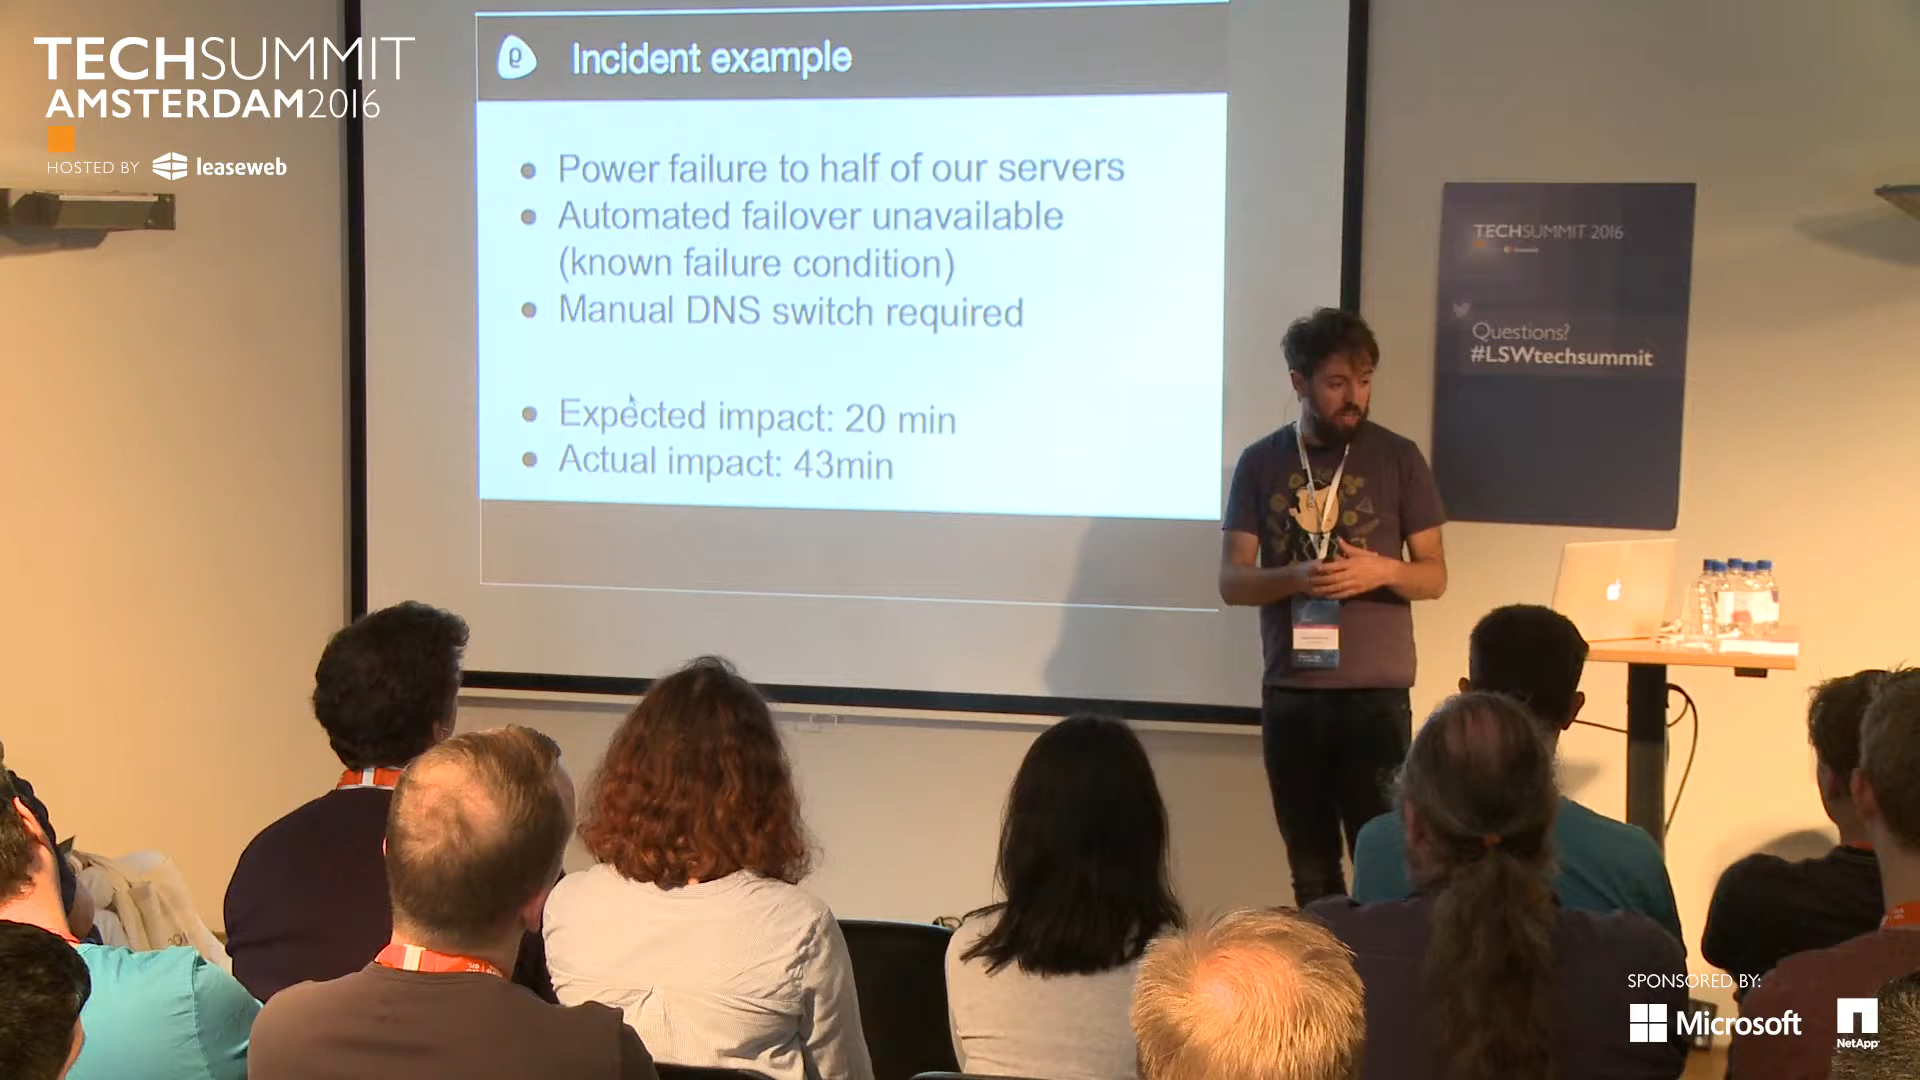 TECHSUMMIT
AMSTERDAM2016
HOSTED BY leaseweb
Incident example
Power failure to half of our servers
Automated failover unavailable
(known failure condition)
Manual DNS switch required
Expected impact: 20 min
Actual impact: 43min
TECHSUMMIT 2016
Questions?
#LSWtechsummit
SPONSORED BY:
Microsoft
NetApp